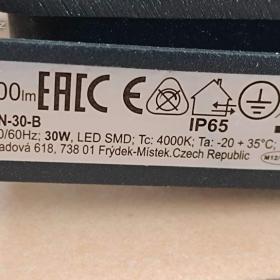 00lm EAC CE
IP65
N-30-B
0/60Hz; 30W, LED SMD; Tc: 4000K; Ta: -20 + 35°C;
adová 618, 738 01 Frýdek-Místek.Czech Republic
M12/